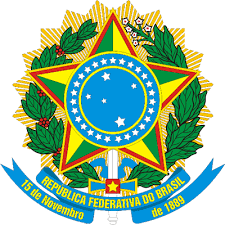 REPÚBLICA FEDERATIVA DO BRASIL
15 de Novembro
de 1889